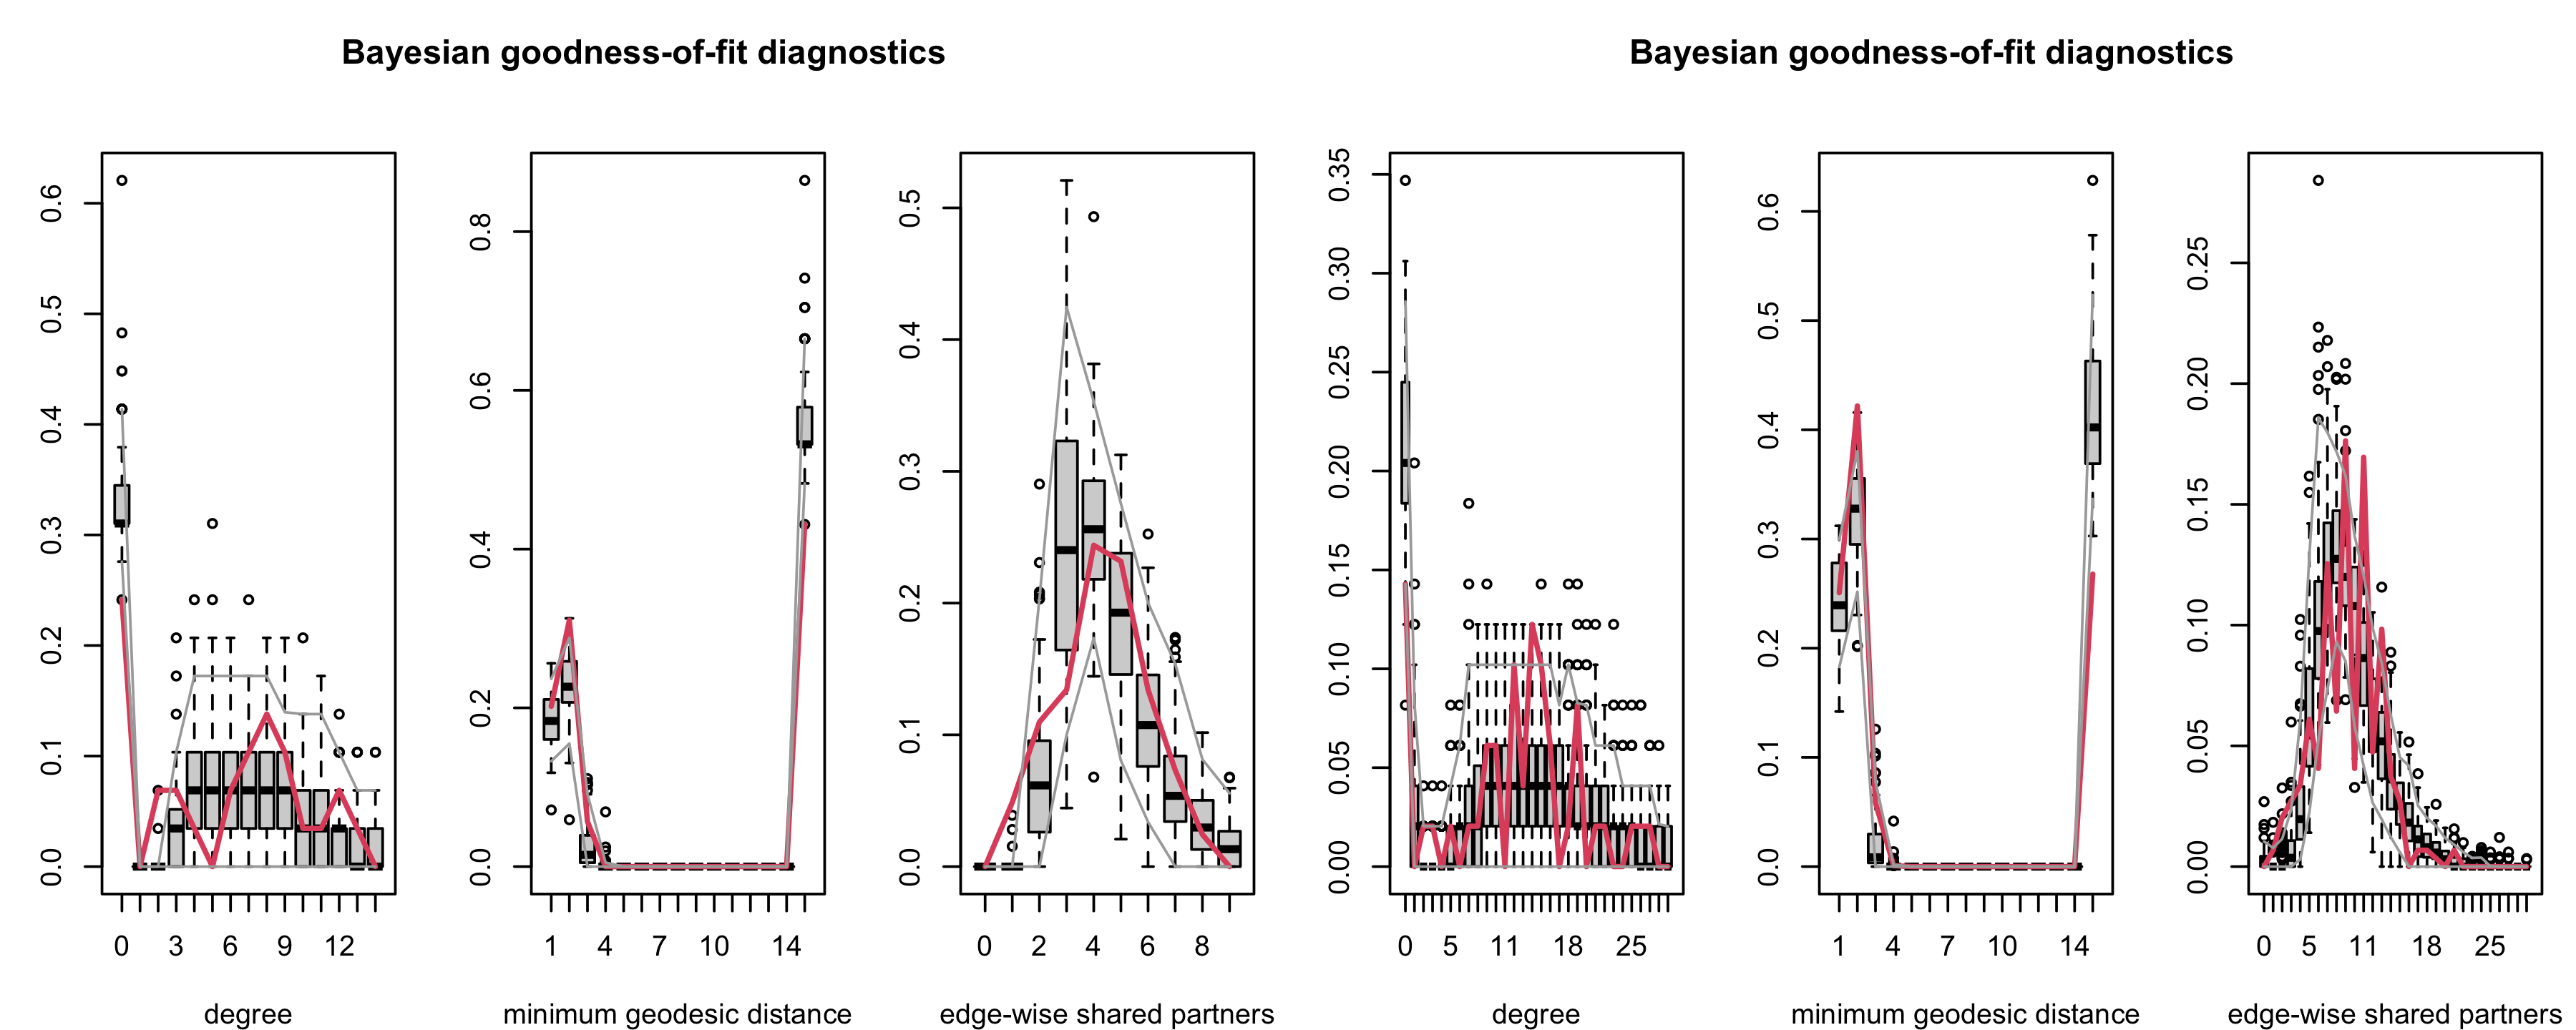 Bayesian goodness-of-fit diagnostics
0.0 0.1 0.2 0.3 0.4 0.5 0.6
0 3 6 9 12
degree
0.0 0.2 0.4 0.6 0.8
1 4 7 10 14
minimum geodesic distance
0.0 0.1 0.2 0.3 0.4 0.5
0 2 4 6 8
edge-wise shared partners
Bayesian goodness-of-fit diagnostics
0.00 0.05 0.10 0.15 0.20 0.25 0.30 0.35
0 5 11 18 25
degree
0.0 0.1 0.2 0.3 0.4 0.5 0.6
1 4 7 10 14
minimum geodesic distance
0.00 0.05 0.10 0.15 0.20 0.25
0 5 11 18 25
edge-wise shared partners